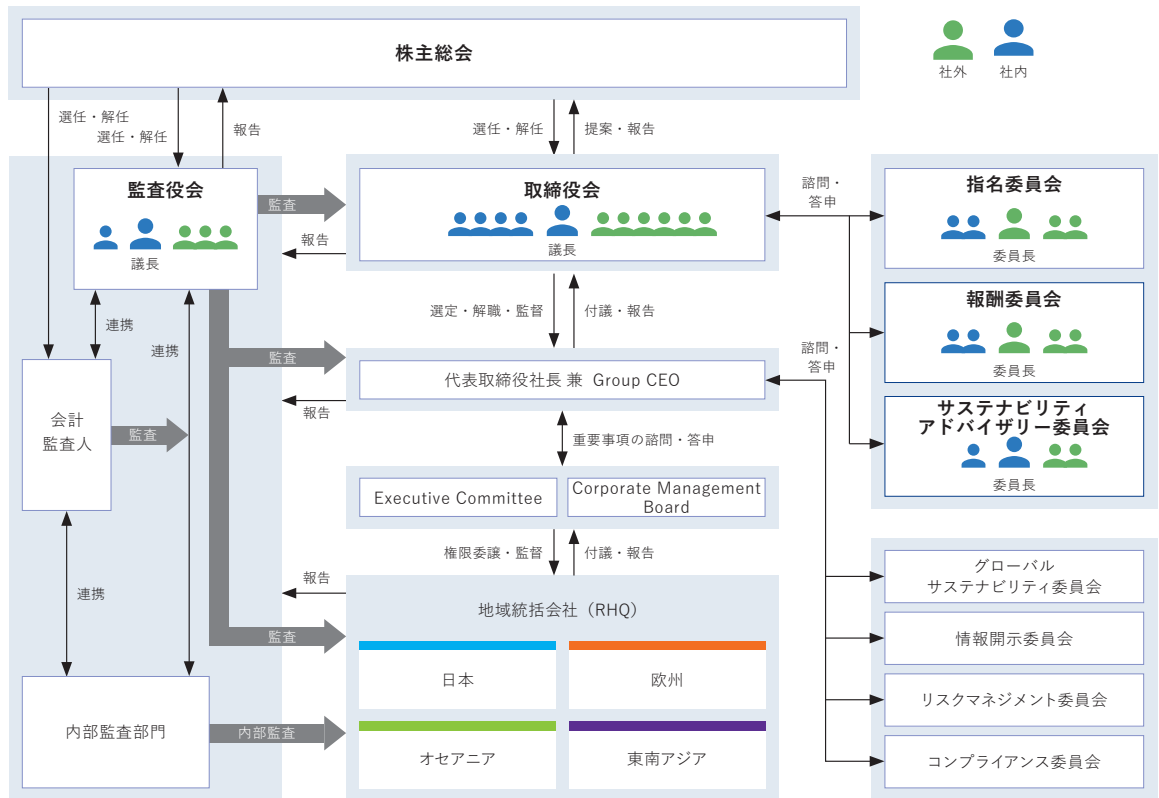 株主総会
社外
社内
選任・解任
選任・解任
報告
選任・解任
提案・報告
監査役会
議長
監査
報告
取締役会
議長
諮問・
答申
指名委員会
委員長
報酬委員会
委員長
サステナビリティ
アドバイザリー委員会
委員長
連携
連携
選定・解職・監督
付議・報告
監査
報告
代表取締役社長 兼 Group CEO
諮問・
答申
会計
監査人
監査
重要事項の諮問・答申
Executive Committee
Corporate Management
Board
権限委譲・監督
付議・報告
連携
報告
監査
地域統括会社（RHQ）
日本
欧州
オセアニア
東南アジア
内部監査部門
内部監査
グローバル
サステナビリティ委員会
情報開示委員会
リスクマネジメント委員会
コンプライアンス委員会